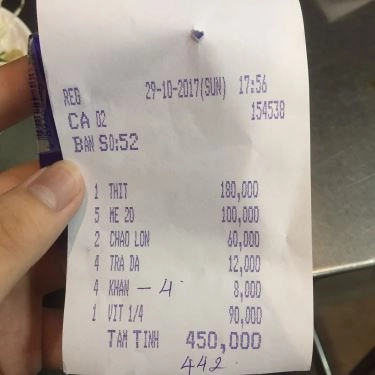 REG 29-10-2017(SUN) 17:56
CA 02 154538
BAN SO:52
1 THIT 180,000
5 ME 20 100,000
2 CHAO LON 60,000
4 TRA DA 12,000
4 KHAN - 4 8,000
1 VIT 1/4 90,000
TAM TINH 450,000
442